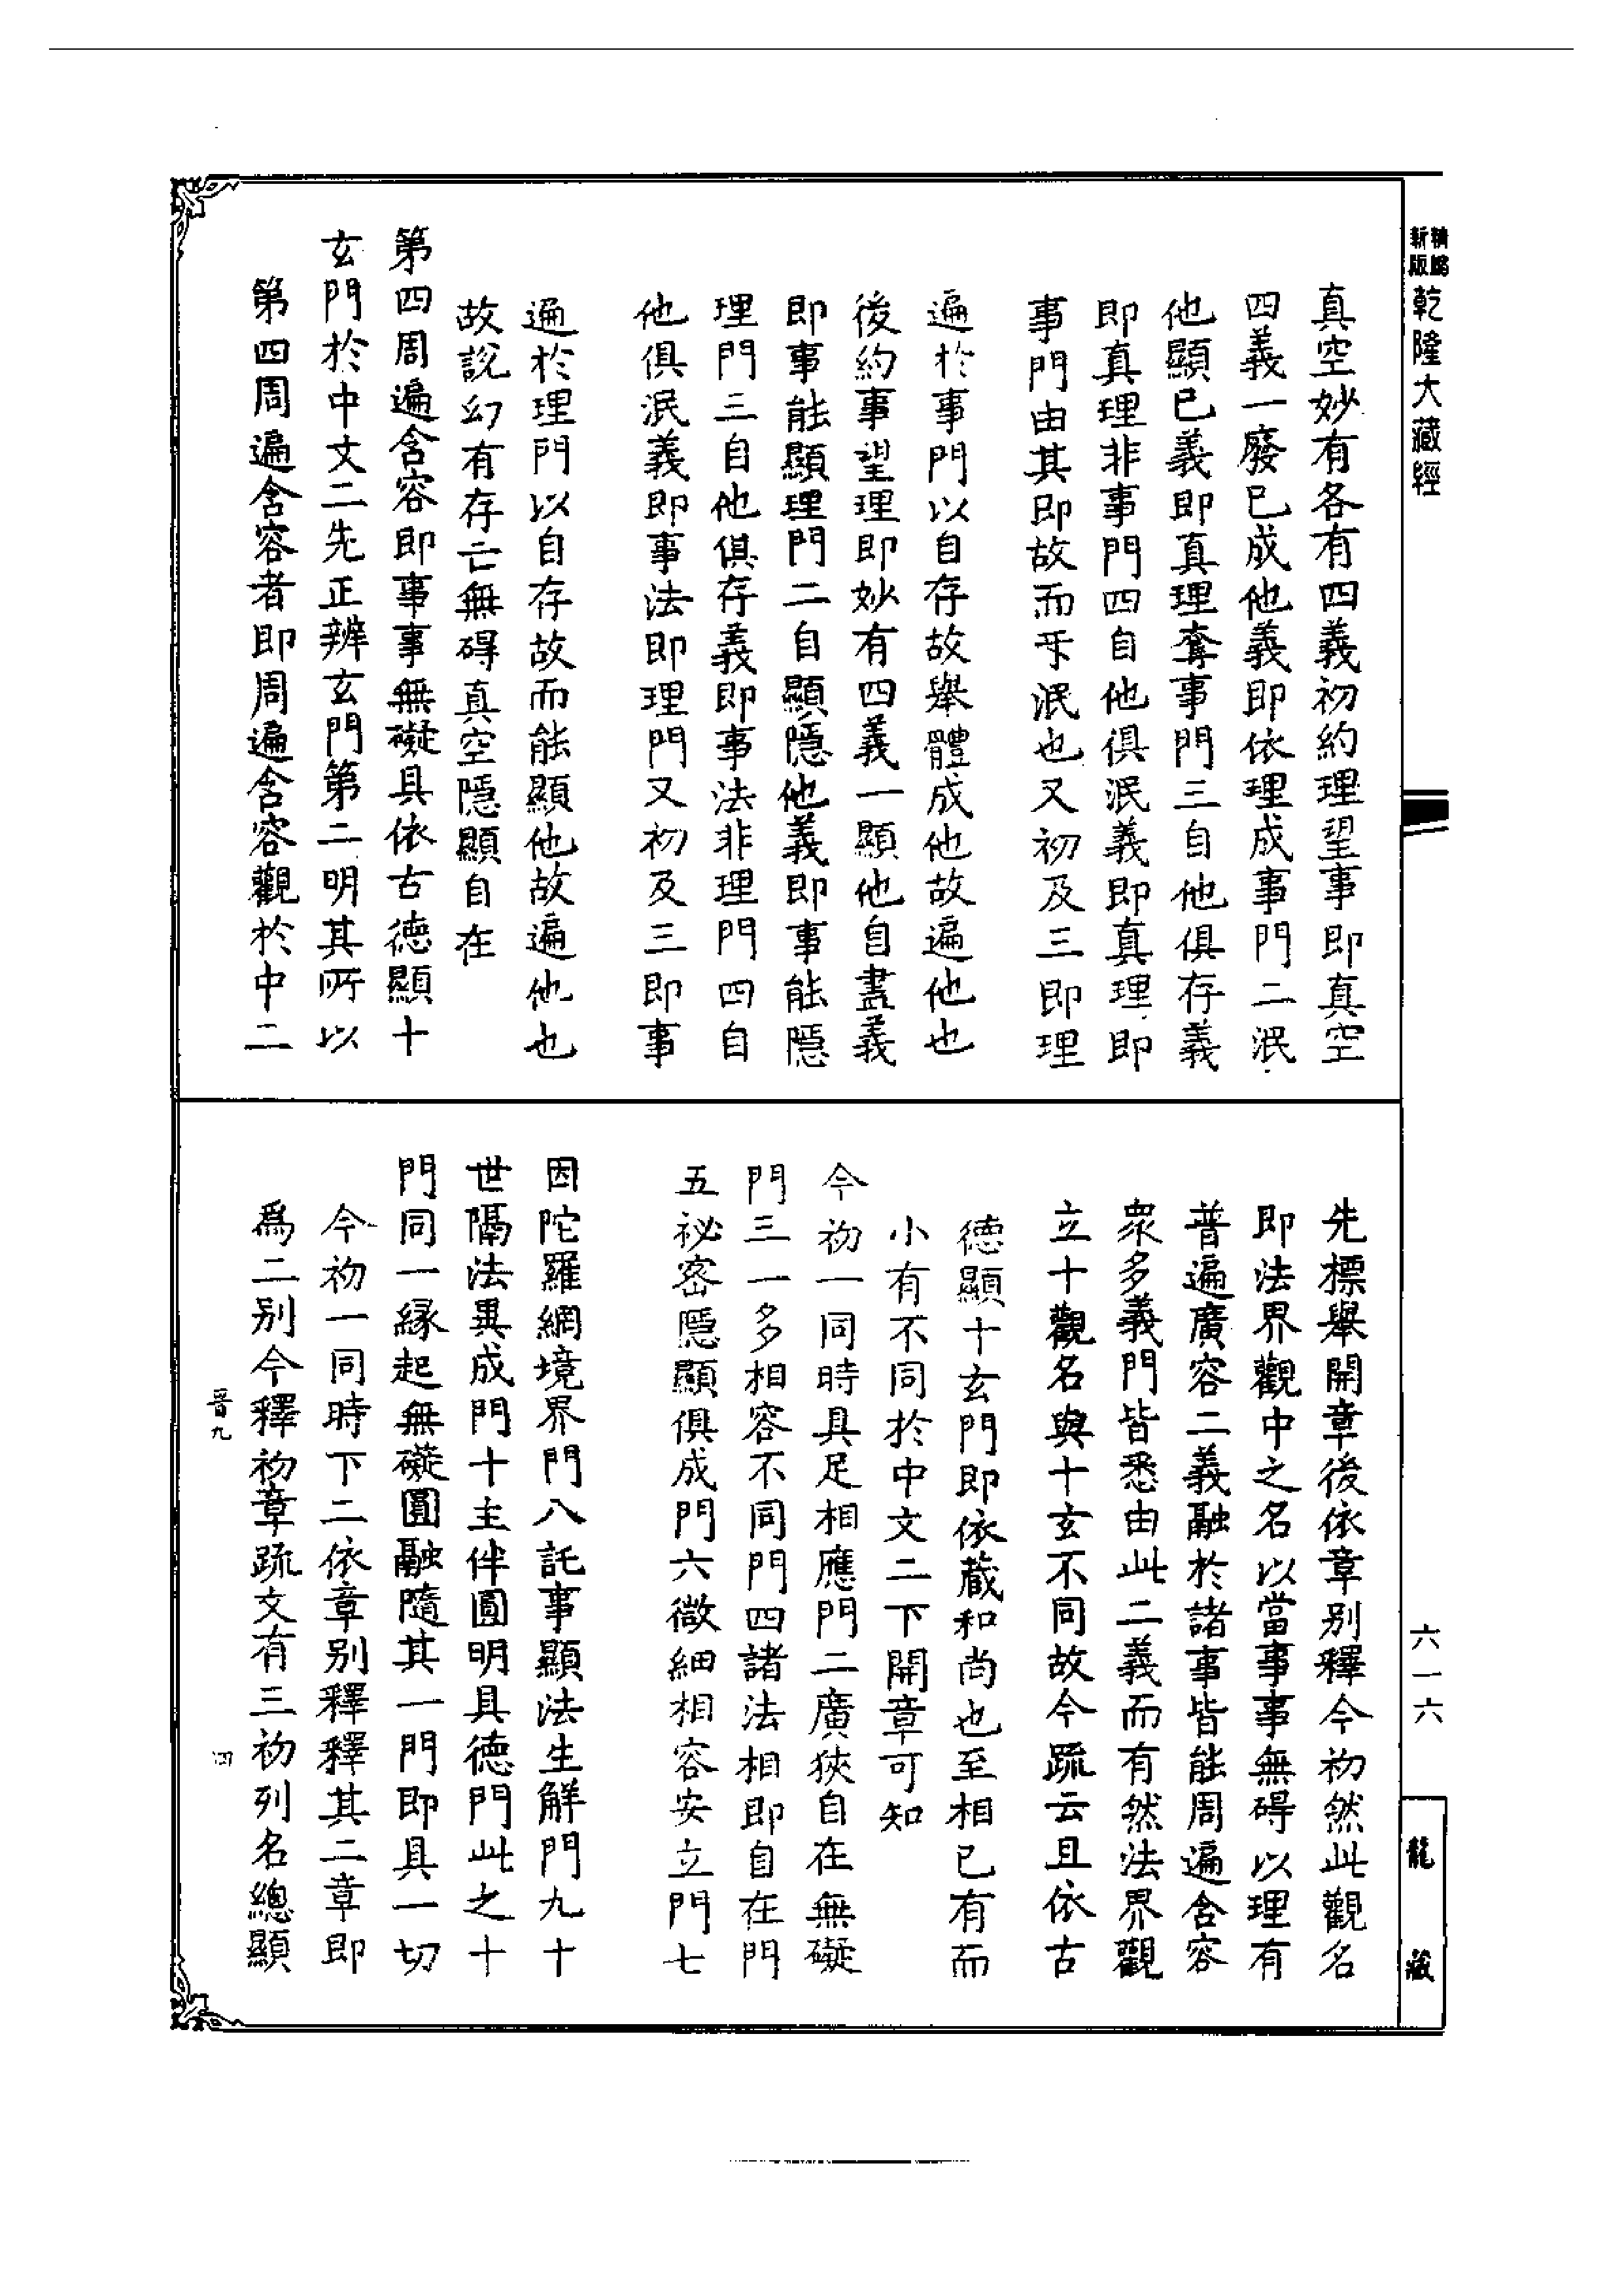 精縮
新版
乾隆大藏經
真空妙有各有四義初約理望事即真空
四義一廢已成他義即依理成事門二泯
他顯已義即真理奪事門三自他俱存義
即真理非事門四自他俱泯義即真理即
事門由其即故而㸦泯也又初及三即理
遍於事門以自存故舉體成他故遍他也
後約事望理即妙有四義一顯他自盡義
即事能顯理門二自顯隱他義即事能隱
理門三自他俱存義即事法非理門四自
他俱泯義即事法即理門又初及三即事
遍於理門以自存故而能顯他故遍他也
故說幻有存亡無碍真空隱顯自在
第四周遍含容即事事無礙具依古德顯十
玄門於中文二先正辨玄門第二明其所以
第四周遍含容者即周遍含容觀於中二
先標舉開章後依章別釋今初然此觀名
即法界觀中之名以當事事無碍以理有
普遍廣容二義融於諸事皆能周遍含容
衆多義門皆悉由此二義而有然法界觀
立十觀名與十玄不同故今疏云且依古
德顯十玄門即依藏和尚也至相已有而
小有不同於中文二下開章可知
今初一同時具足相應門二廣狹自在無礙
門三一多相容不同門四諸法相即自在門
五祕密隱顯俱成門六微細相容安立門七
因陀羅網境界門八託事顯法生解門九十
世隔法異成門十主伴圓明具德門此之十
門同一緣起無礙圓融隨其一門即具一切
今初一同時下二依章別釋釋其二章即
爲二別今釋初章疏文有三初列名總顯
晋九
四
六一六
龍藏